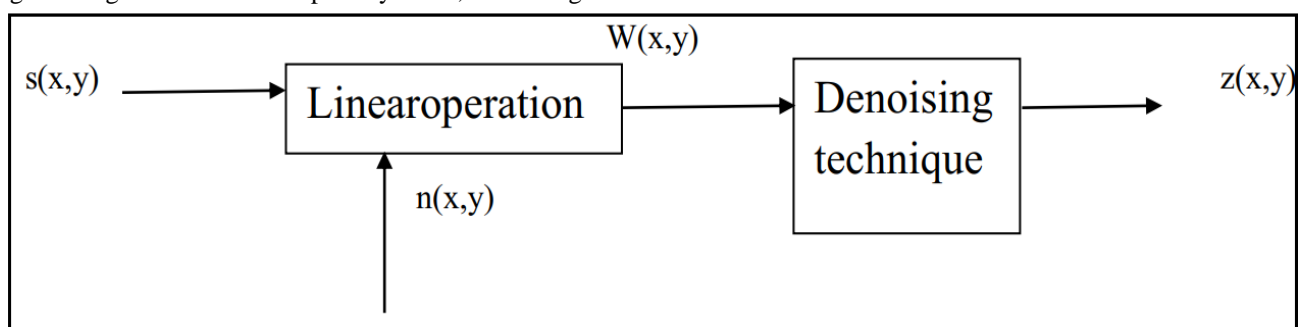 W(x,y)
s(x,y)
Linearoperation
Denoising
technique
z(x,y)
n(x,y)